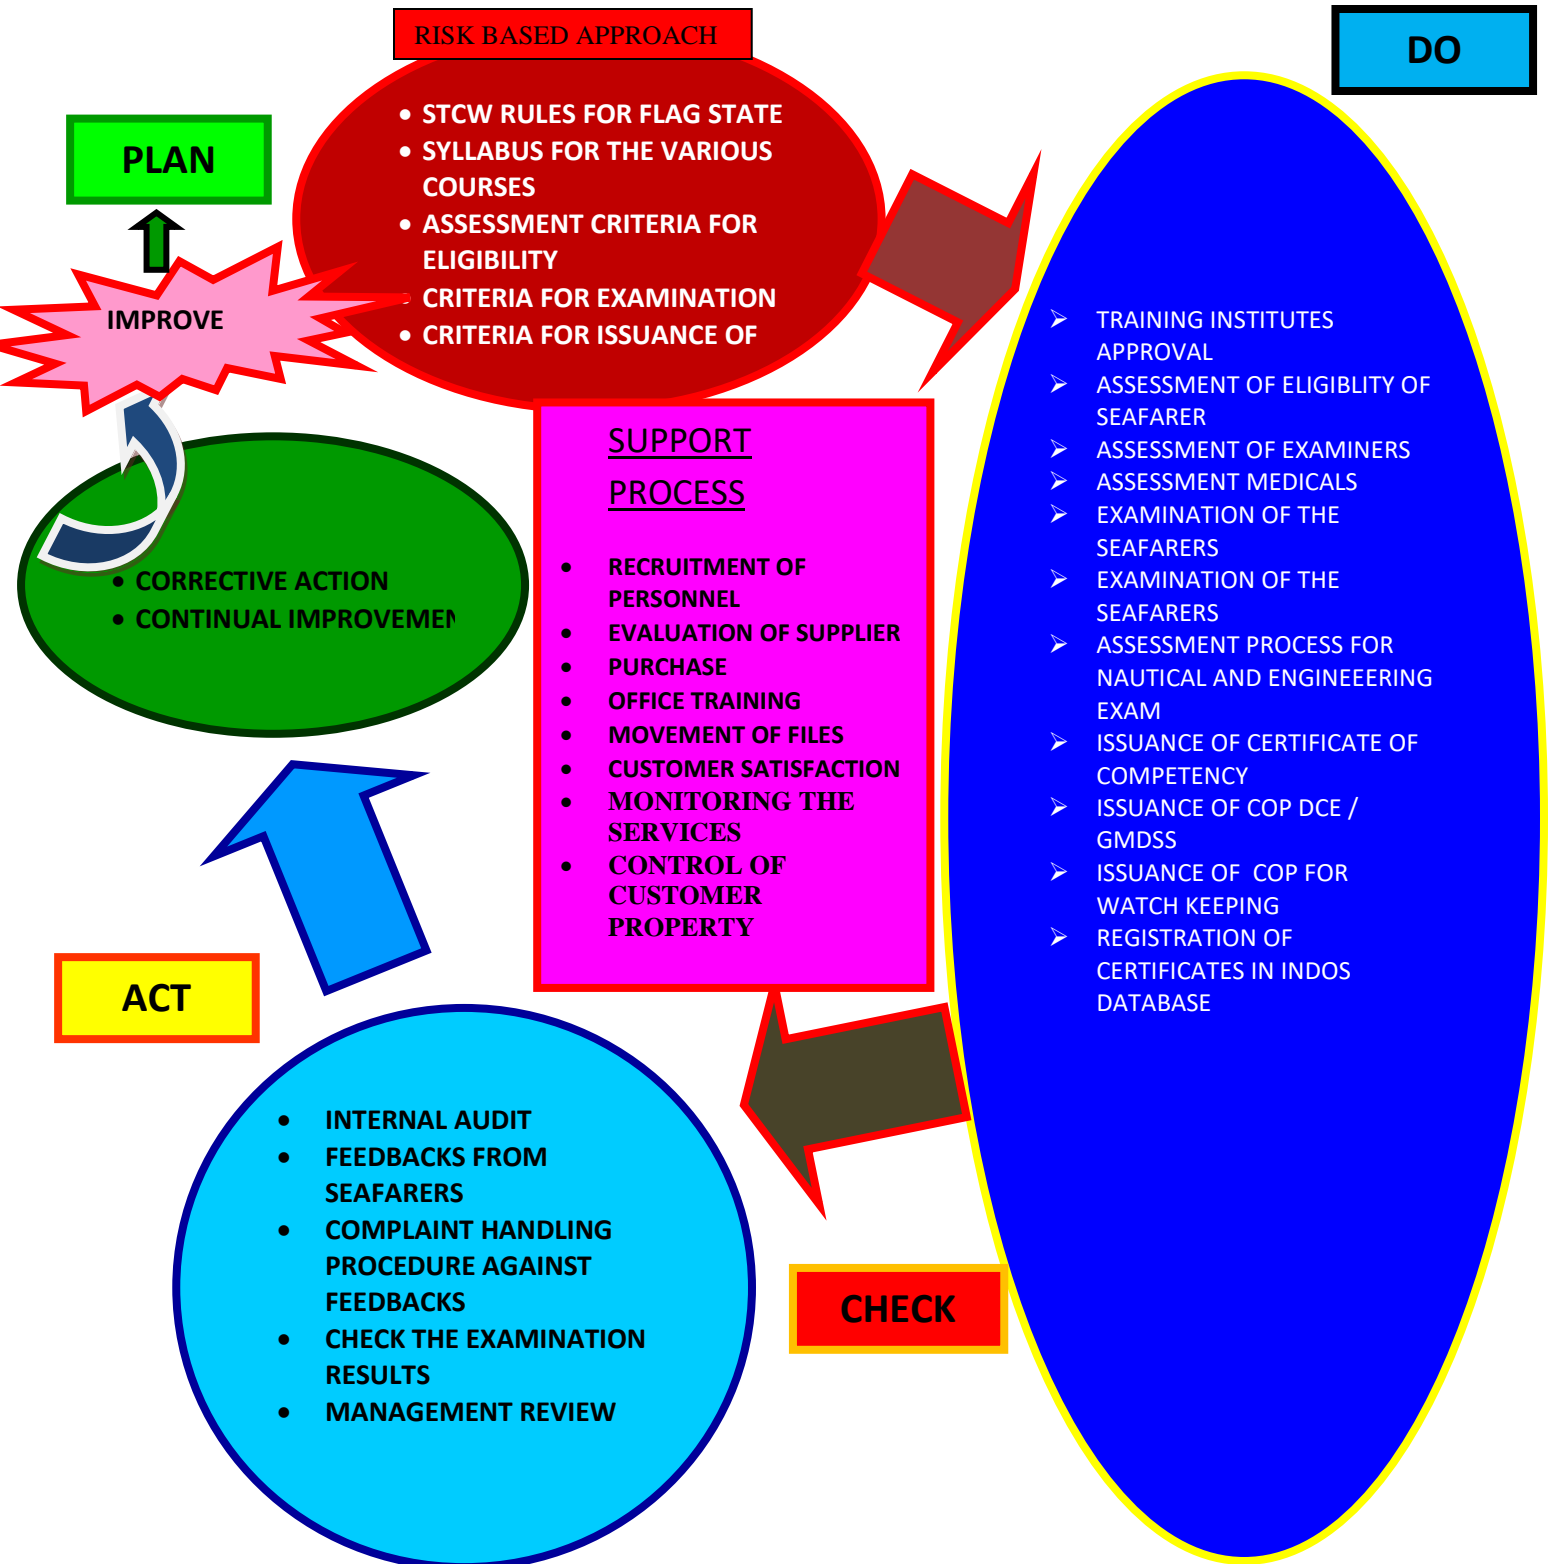 RISK BASED APPROACH
DO
PLAN
• STCW RULES FOR FLAG STATE
• SYLLABUS FOR THE VARIOUS
COURSES
• ASSESSMENT CRITERIA FOR
ELIGIBILITY
• CRITERIA FOR EXAMINATION
• CRITERIA FOR ISSUANCE OF
IMPROVE
• CORRECTIVE ACTION
• CONTINUAL IMPROVEMEN
SUPPORT
PROCESS
• RECRUITMENT OF
PERSONNEL
• EVALUATION OF SUPPLIER
• PURCHASE
• OFFICE TRAINING
• MOVEMENT OF FILES
• CUSTOMER SATISFACTION
• MONITORING THE
SERVICES
• CONTROL OF
CUSTOMER
PROPERTY
➢ TRAINING INSTITUTES
APPROVAL
➢ ASSESSMENT OF ELIGIBLITY OF
SEAFARER
➢ ASSESSMENT OF EXAMINERS
➢ ASSESSMENT MEDICALS
➢ EXAMINATION OF THE
SEAFARERS
➢ EXAMINATION OF THE
SEAFARERS
➢ ASSESSMENT PROCESS FOR
NAUTICAL AND ENGINEEERING
EXAM
➢ ISSUANCE OF CERTIFICATE OF
COMPETENCY
➢ ISSUANCE OF COP DCE /
GMDSS
➢ ISSUANCE OF COP FOR
WATCH KEEPING
➢ REGISTRATION OF
CERTIFICATES IN INDOS
DATABASE
ACT
• INTERNAL AUDIT
• FEEDBACKS FROM
SEAFARERS
• COMPLAINT HANDLING
PROCEDURE AGAINST
FEEDBACKS
• CHECK THE EXAMINATION
RESULTS
• MANAGEMENT REVIEW
CHECK